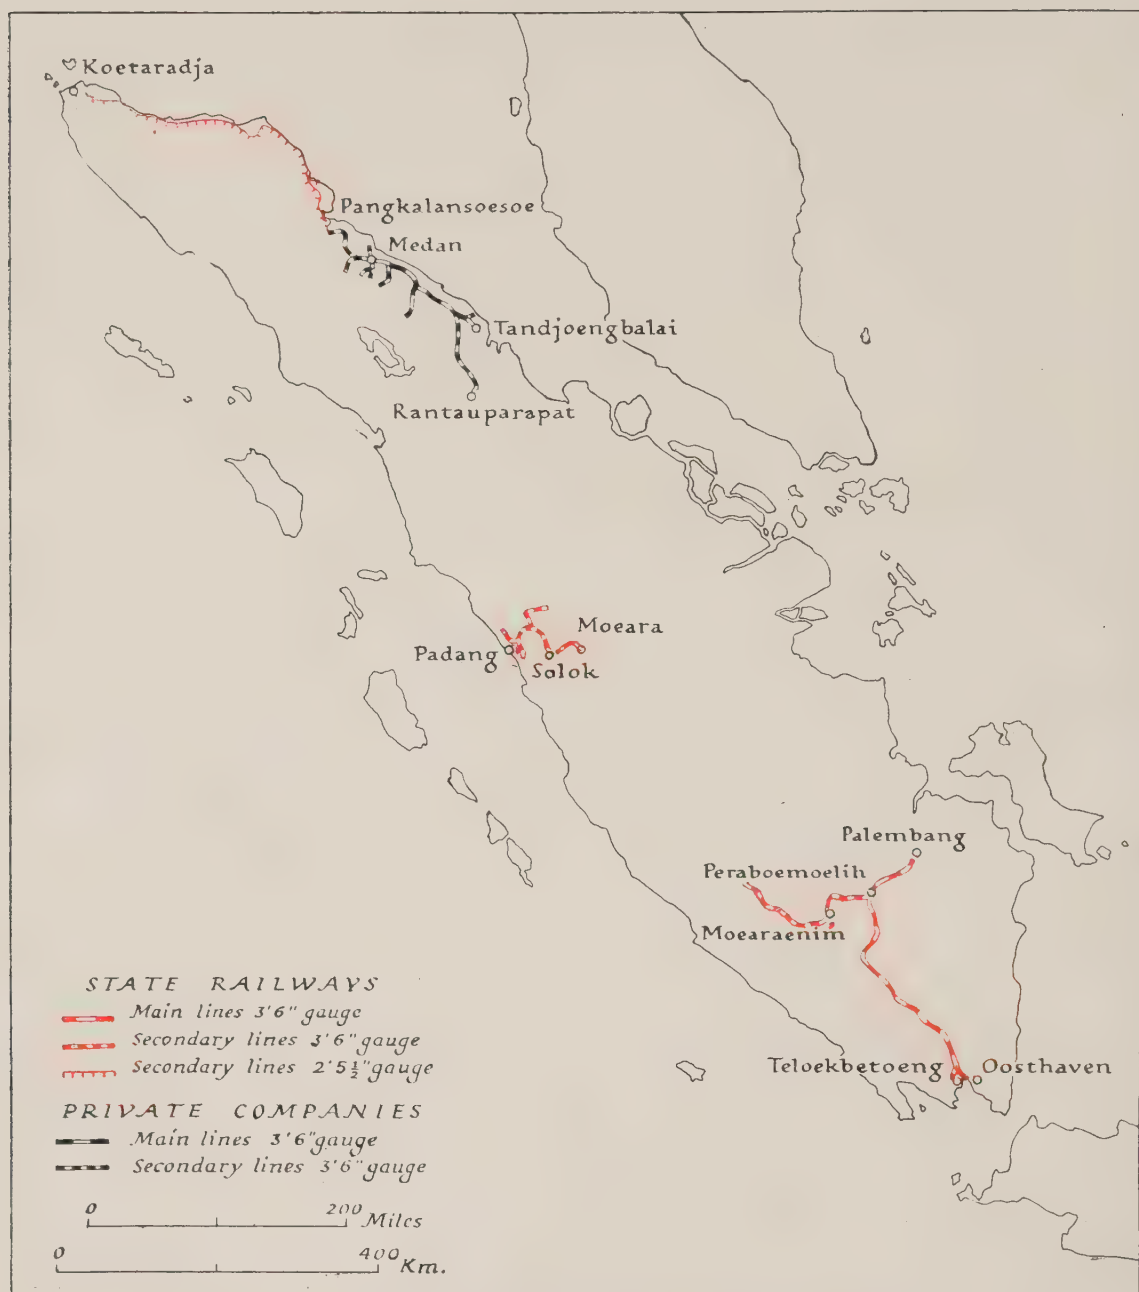 Koetaradja
Pangkalansoesoe
Medan
Tandjoengbalai
Rantauparapat
Moeara
Padang
Solok
Palembang
Peraboemoelih
Moearaenim
Teloekbetoeng
Oosthaven
STATE RAILWAYS
Main lines 3'6" gauge
Secondary lines 3'6" gauge
Secondary lines 2'5½" gauge
PRIVATE COMPANIES
Main lines 3'6" gauge
Secondary lines 3'6" gauge
0 200 Miles
0 400 Km.